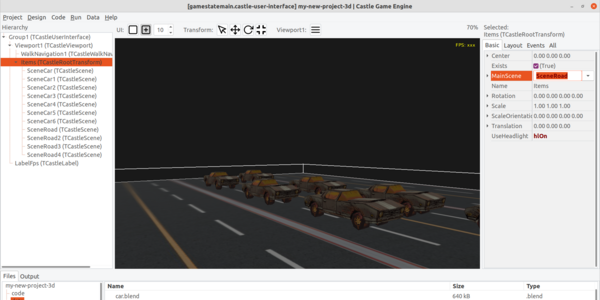 [gamestatemain.castle-user-interface] my-new-project-3d | Castle Game Engine
Project Design Code Run Data Help
UI: 10 Transform: Viewport1: 70%
Hierarchy
Group1 (TCastleUserInterface)
Viewport1 (TCastleViewport)
WalkNavigation1 (TCastleWalkNav
Items (TCastleRootTransform)
SceneCar (TCastleScene)
SceneCar1 (TCastleScene)
SceneCar2 (TCastleScene)
SceneCar3 (TCastleScene)
SceneCar4 (TCastleScene)
SceneCar5 (TCastleScene)
SceneCar6 (TCastleScene)
SceneRoad (TCastleScene)
SceneRoad2 (TCastleScene)
SceneRoad3 (TCastleScene)
SceneRoad4 (TCastleScene)
LabelFps (TCastleLabel)
FPS: xxx
Selected:
Items (TCastleRootTransform)
Basic Layout Events All
Center 0.00 0.00 0.00
Exists (True)
MainScene SceneRoad
Name Items
Rotation 0.00 0.00 0.00 0.00
Scale 1.00 1.00 1.00
ScaleOrientatio 0.00 0.00 0.00 0.00
Translation 0.00 0.00 0.00
UseHeadlight hlOn
Files Output
my-new-project-3d
code
Name Size Type
car.blend 640 kB .blend